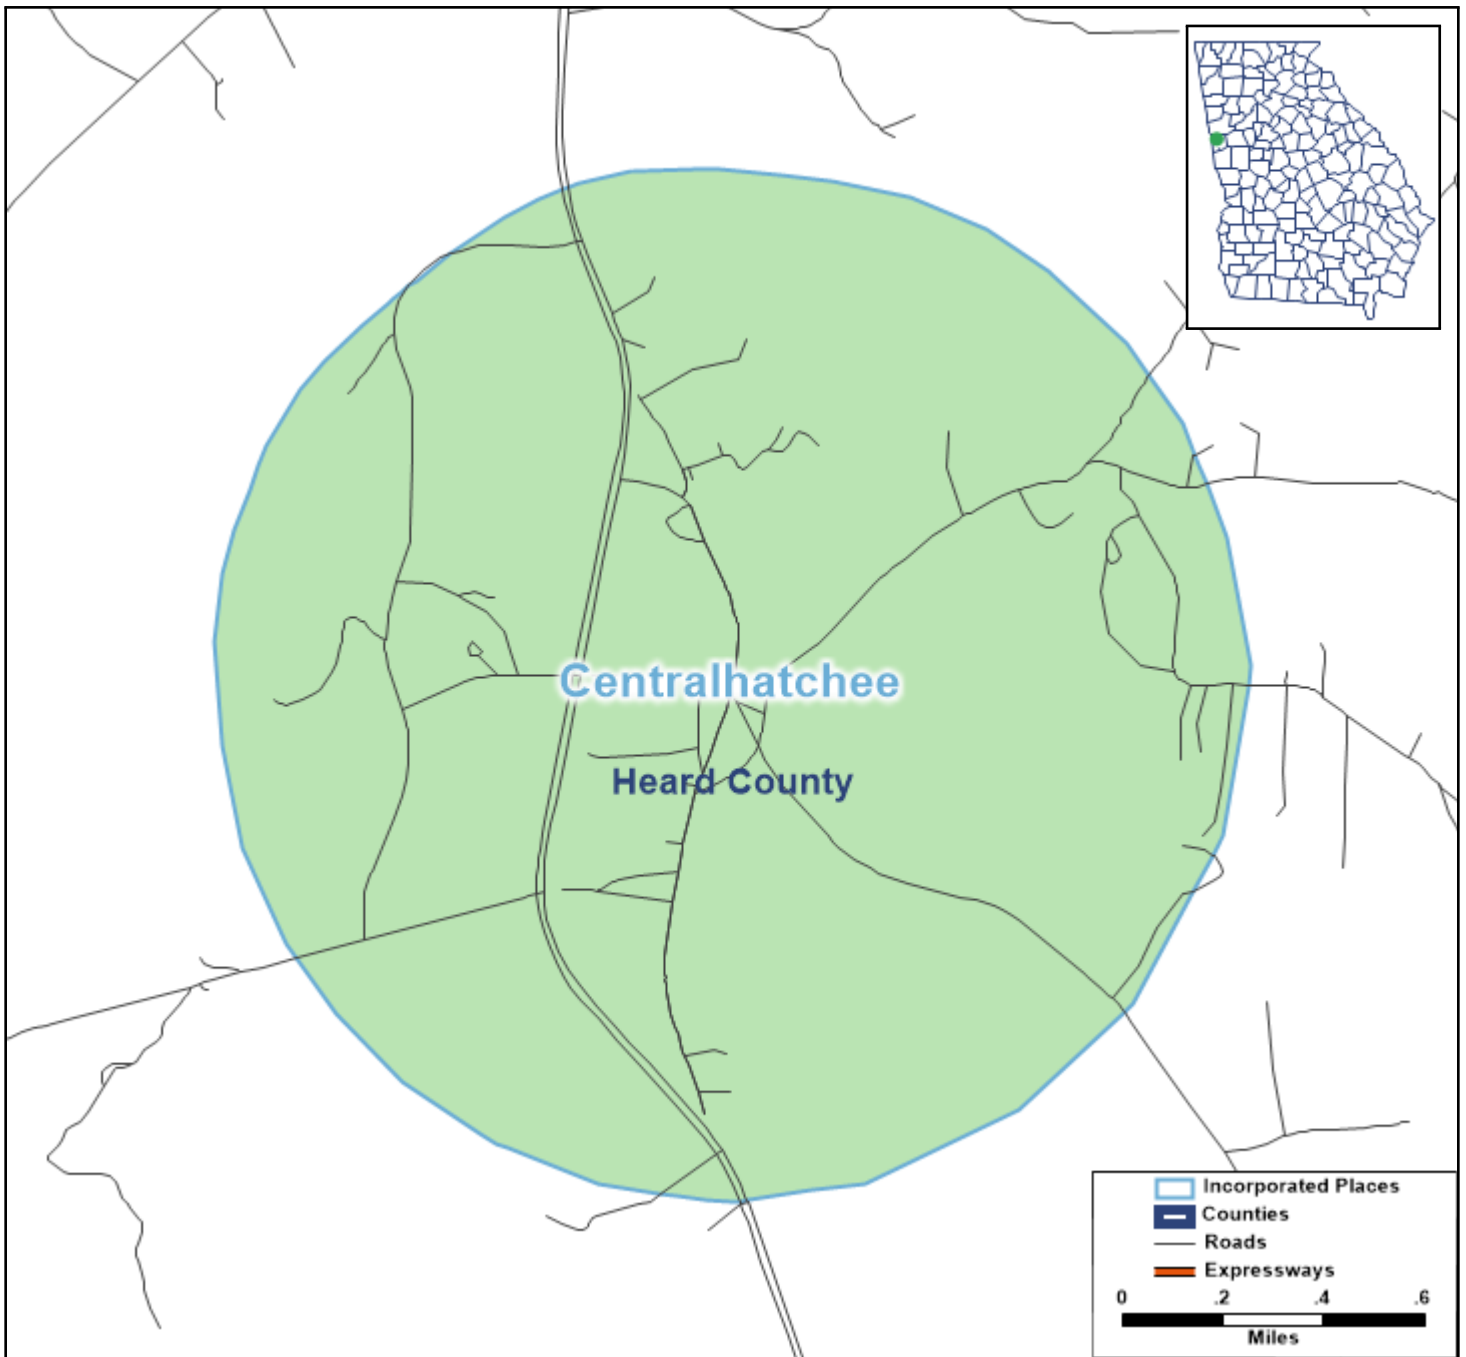 Centralhatchee
Heard County
Incorporated Places
Counties
Roads
Expressways
0 .2 .4 .6
Miles